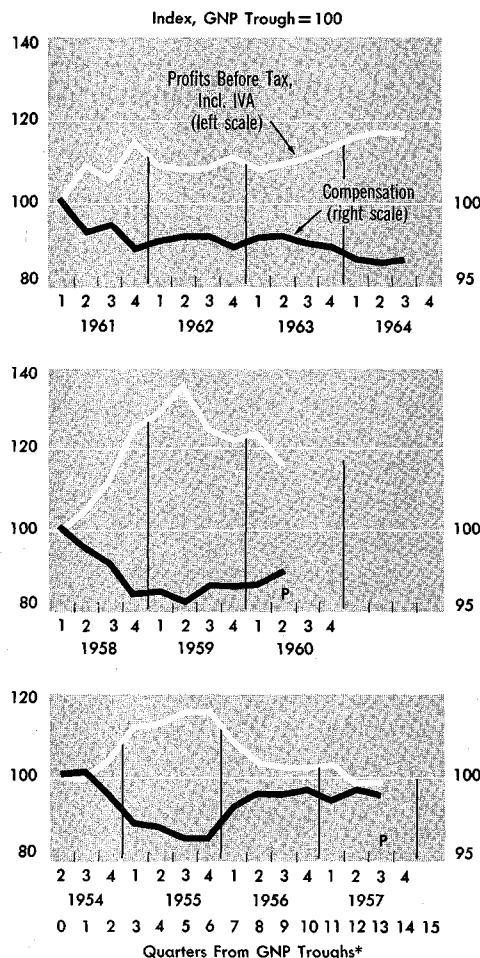 Index, GNP Trough=100
140
Profits Before Tax,
Incl. IVA
(left scale)
120
Compensation
(right scale)
100 100
80 95
1 2 3 4 1 2 3 4 1 2 3 4 1 2 3 4
1961 1962 1963 1964
140
120
100 100
80 P 95
1 2 3 4 1 2 3 4 1 2 3 4
1958 1959 1960
120
100 100
80 P 95
2 3 4 1 2 3 4 1 2 3 4 1 2 3 4
1954 1955 1956 1957
0 1 2 3 4 5 6 7 8 9 10 11 12 13 14 15
Quarters From GNP Troughs*